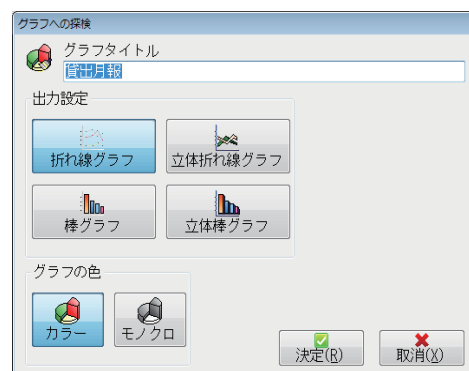 グラフへの探検
グラフタイトル
貸出月報
出力設定
折れ線グラフ
立体折れ線グラフ
棒グラフ
立体棒グラフ
グラフの色
カラー
モノクロ
決定(R)
取消(X)